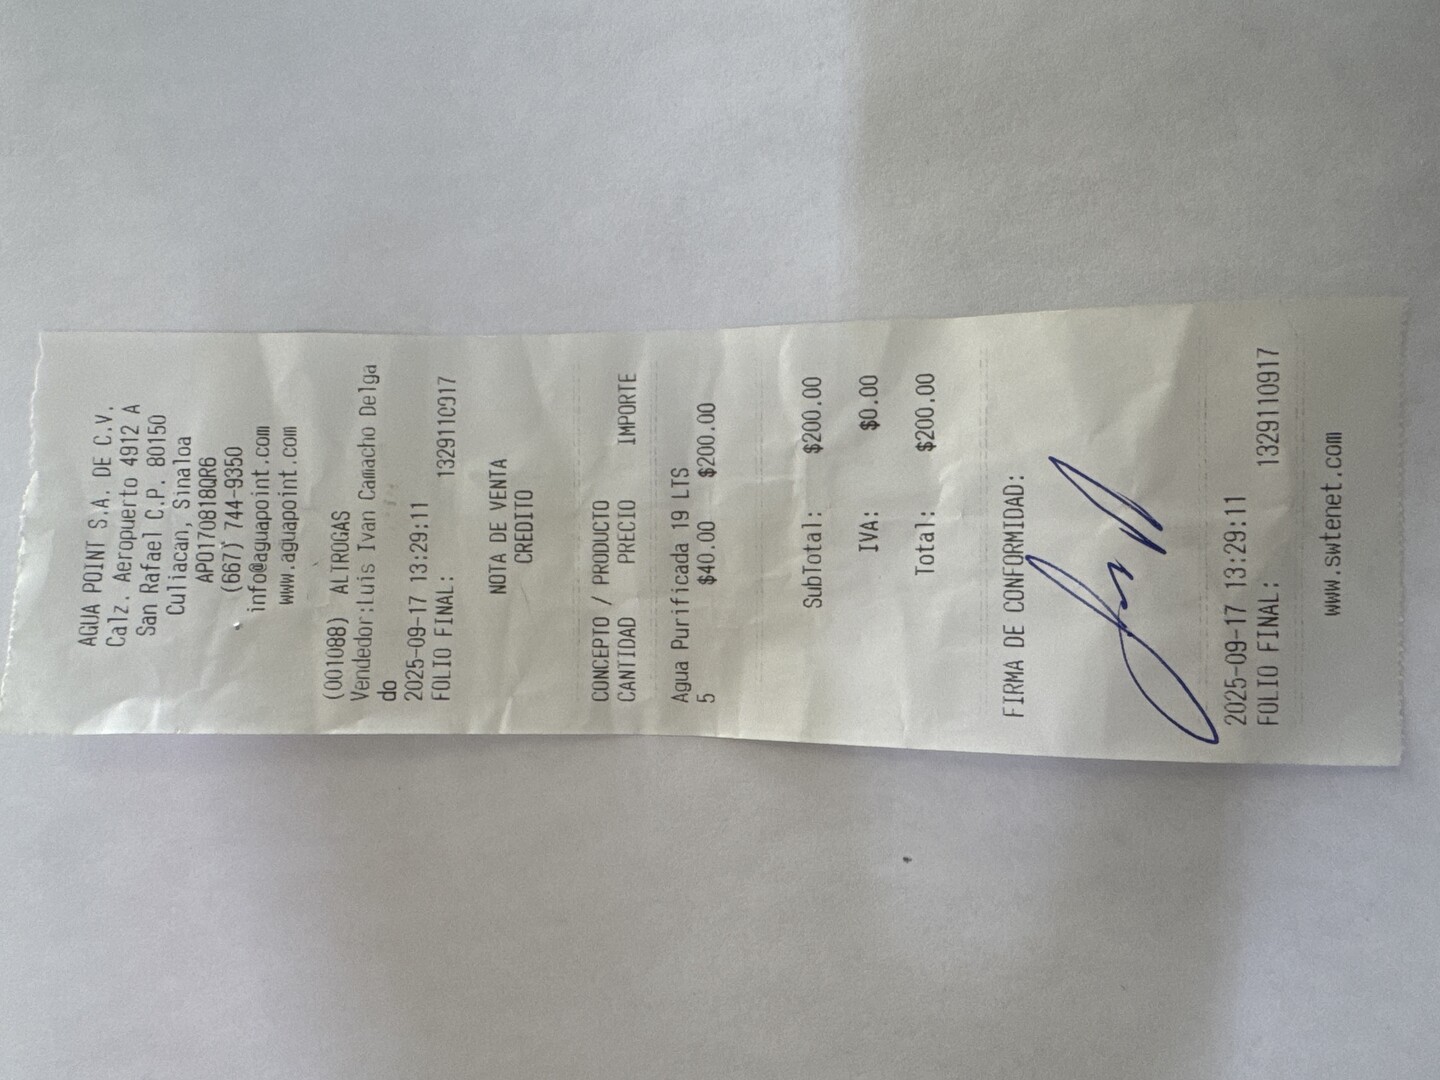 AGUA POINT S.A. DE C.V.
Calz. Aeropuerto 4912 A
San Rafael C.P. 80150
Culiacan, Sinaloa
APO170818QR6
(667) 744-9350
info@aguapoint.com
www.aguapoint.com
(001088) ALTROGAS
Vendedor:Luis Ivan Camacho Delga
do
2025-09-17 13:29:11
FOLIO FINAL: 1329110917
NOTA DE VENTA
CREDITO
CONCEPTO / PRODUCTO
CANTIDAD PRECIO IMPORTE
Agua Purificada 19 LTS
5 $40.00 $200.00
SubTotal: $200.00
IVA: $0.00
Total: $200.00
FIRMA DE CONFORMIDAD:
2025-09-17 13:29:11
FOLIO FINAL: 1329110917
www.swtenet.com